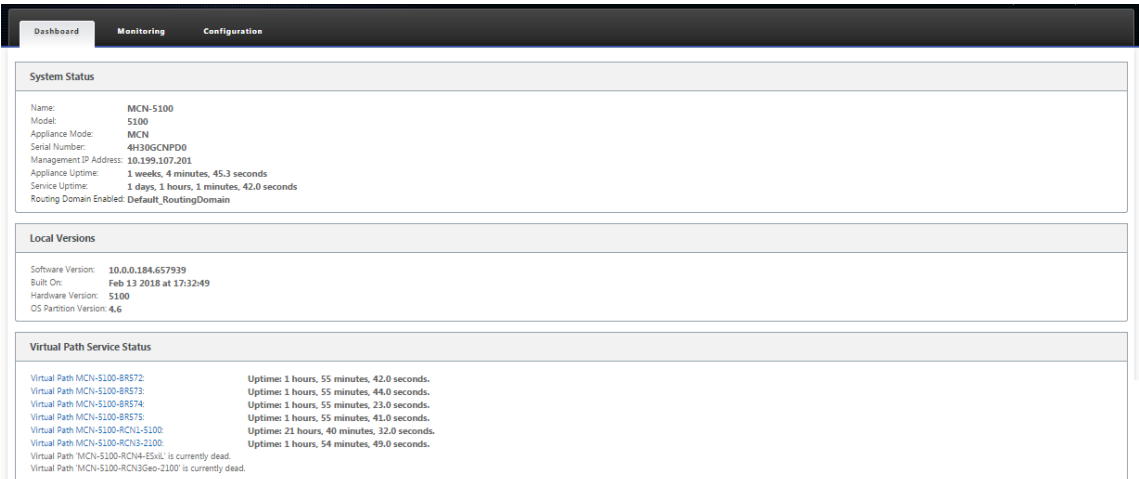 Dashboard Monitoring Configuration
System Status
Name: MCN-5100
Model: 5100
Appliance Mode: MCN
Serial Number: 4H30GCNPD0
Management IP Address: 10.199.107.201
Appliance Uptime: 1 weeks, 4 minutes, 45.3 seconds
Service Uptime: 1 days, 1 hours, 1 minutes, 42.0 seconds
Routing Domain Enabled: Default_RoutingDomain
Local Versions
Software Version: 10.0.0.184.657939
Built On: Feb 13 2018 at 17:32:49
Hardware Version: 5100
OS Partition Version: 4.6
Virtual Path Service Status
Virtual Path MCN-5100-BR572: Uptime: 1 hours, 55 minutes, 42.0 seconds.
Virtual Path MCN-5100-BR573: Uptime: 1 hours, 55 minutes, 44.0 seconds.
Virtual Path MCN-5100-BR574: Uptime: 1 hours, 55 minutes, 23.0 seconds.
Virtual Path MCN-5100-BR575: Uptime: 1 hours, 55 minutes, 41.0 seconds.
Virtual Path MCN-5100-RCN1-5100: Uptime: 21 hours, 40 minutes, 32.0 seconds.
Virtual Path MCN-5100-RCN3-2100: Uptime: 1 hours, 54 minutes, 49.0 seconds.
Virtual Path 'MCN-5100-RCN4-ESxiL' is currently dead.
Virtual Path 'MCN-5100-RCN3Geo-2100' is currently dead.